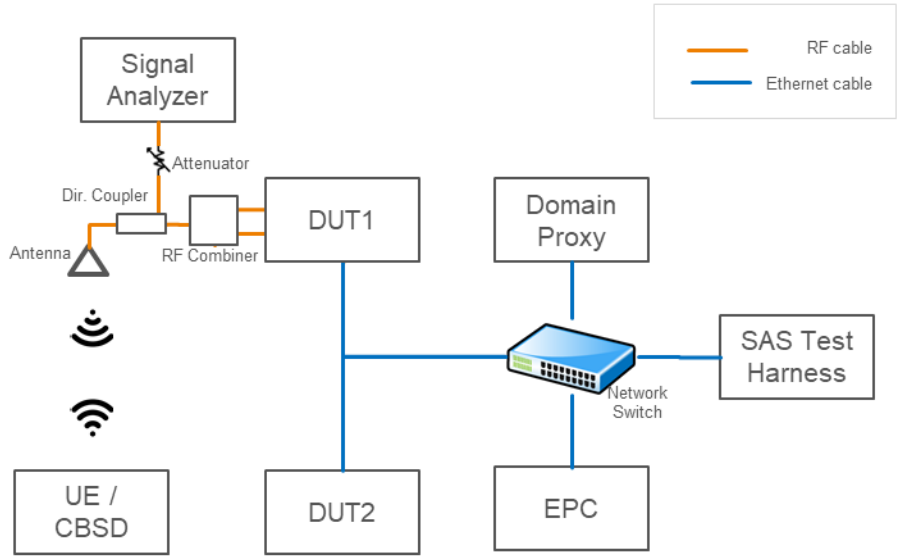 Signal
Analyzer
RF cable
Ethernet cable
Attenuator
Dir. Coupler
DUT1
Domain
Proxy
Antenna
RF Combiner
SAS Test
Harness
Network
Switch
UE /
CBSD
DUT2
EPC